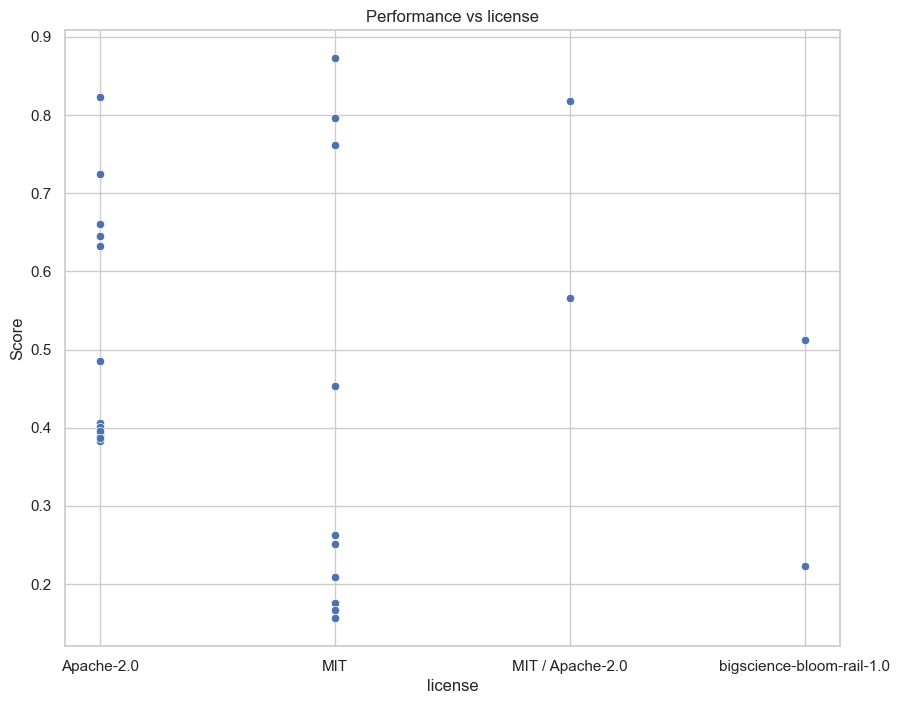 Performance vs license
0.9
0.8
0.7
0.6
0.5
0.4
0.3
0.2
Score
Apache-2.0
MIT
MIT / Apache-2.0
bigscience-bloom-rail-1.0
license